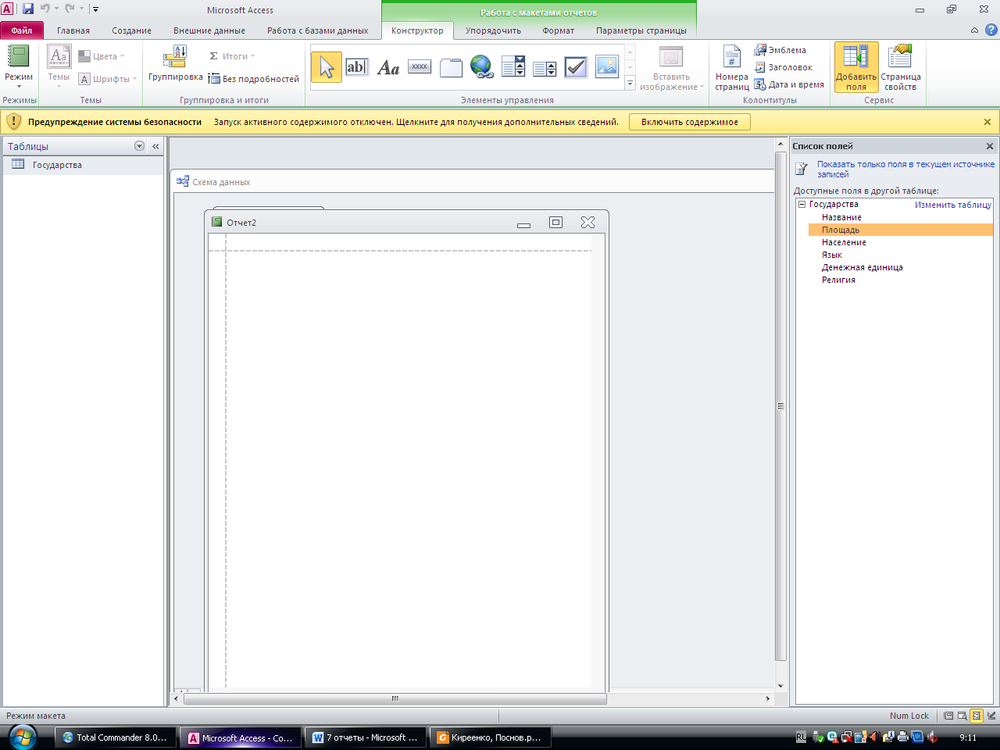 Microsoft Access
Работа с макетами отчетов
Файл
Главная
Создание
Внешние данные
Работа с базами данных
Конструктор
Упорядочить
Формат
Параметры страницы
Режим
Режимы
Aa
Темы
Цвета
A Шрифты
Темы
Группировка
Σ Итоги
Без подробностей
Группировка и итоги
ab|
Aa
xxxx
Вставить
изображение
Элементы управления
Номера
страниц
Эмблема
Заголовок
Дата и время
Колонтитулы
Добавить
поля
Страница
свойств
Сервис
Предупреждение системы безопасности Запуск активного содержимого отключен. Щелкните для получения дополнительных сведений.
Включить содержимое
Таблицы
Государства
Схема данных
Отчет2
Список полей
Показать только поля в текущем источнике
записей
Доступные поля в другой таблице:
Государства Изменить таблицу
Название
Площадь
Население
Язык
Денежная единица
Религия
Режим макета
Num Lock
Total Commander 8.0...
Microsoft Access - Co...
7 отчеты - Microsoft ...
Киреенко, Поснов.p...
RL
9:11